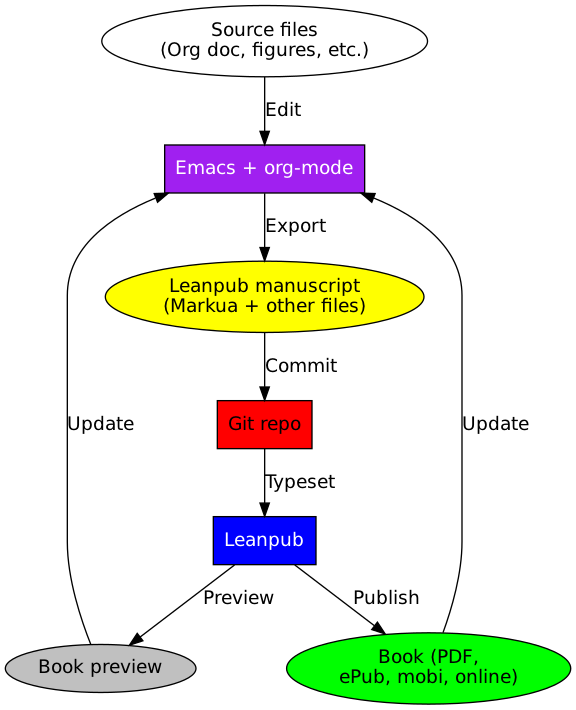 Source files
(Org doc, figures, etc.)
Edit
Emacs + org-mode
Export
Leanpub manuscript
(Markua + other files)
Commit
Git repo
Update
Update
Typeset
Leanpub
Preview
Publish
Book preview
Book (PDF,
ePub, mobi, online)